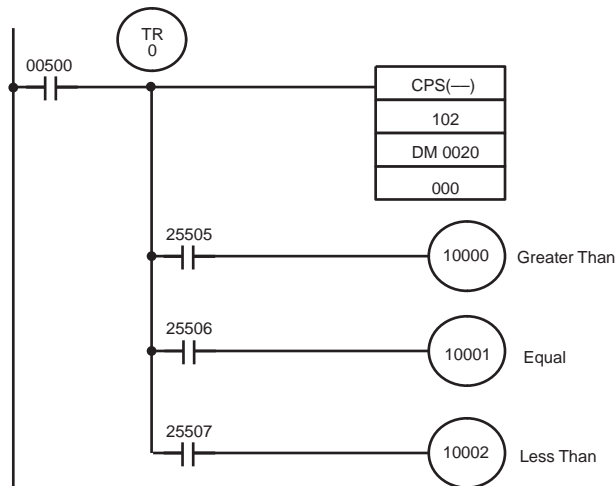 TR
0
00500
CPS(––)
102
DM 0020
000
25505
10000 Greater Than
25506
10001 Equal
25507
10002 Less Than